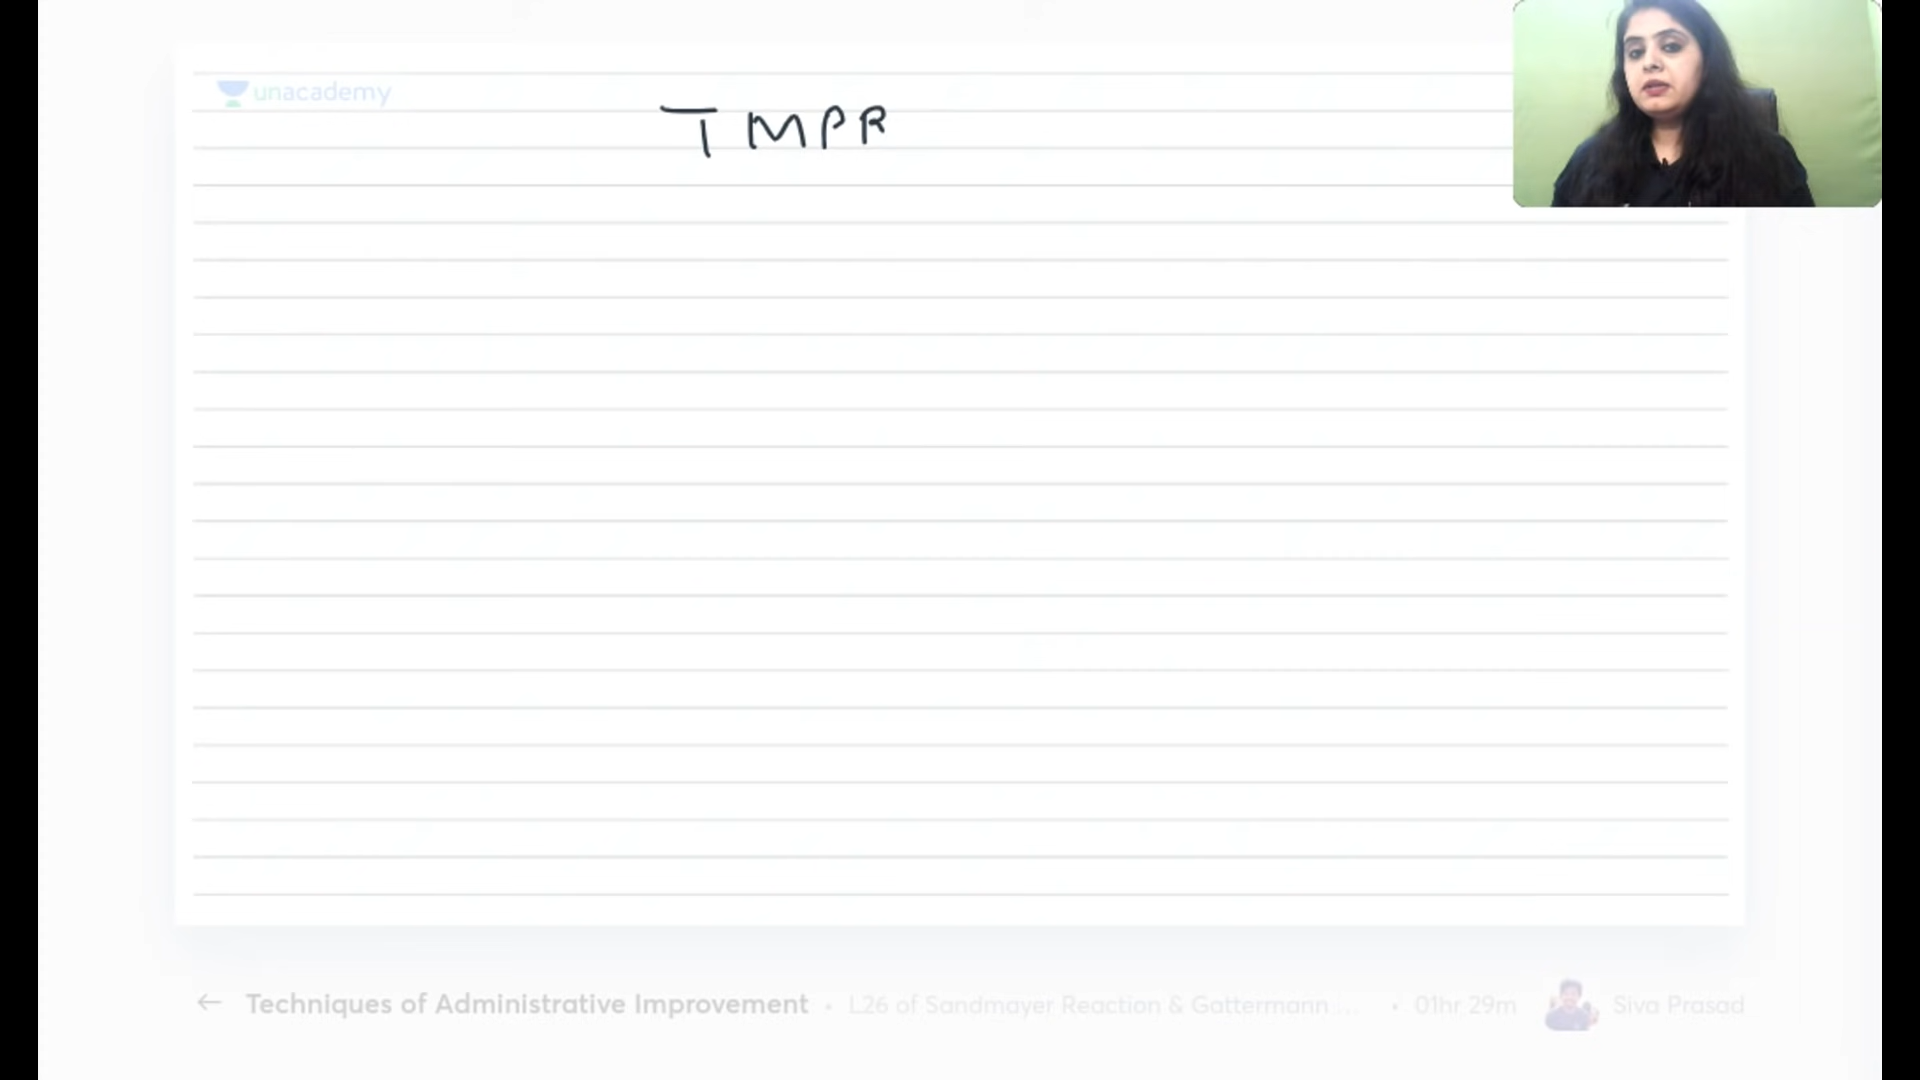 unacademy
TMPR
← Techniques of Administrative Improvement • L26 of Sandmayer Reaction & Gattermann ... • 01hr 29m Siva Prasad